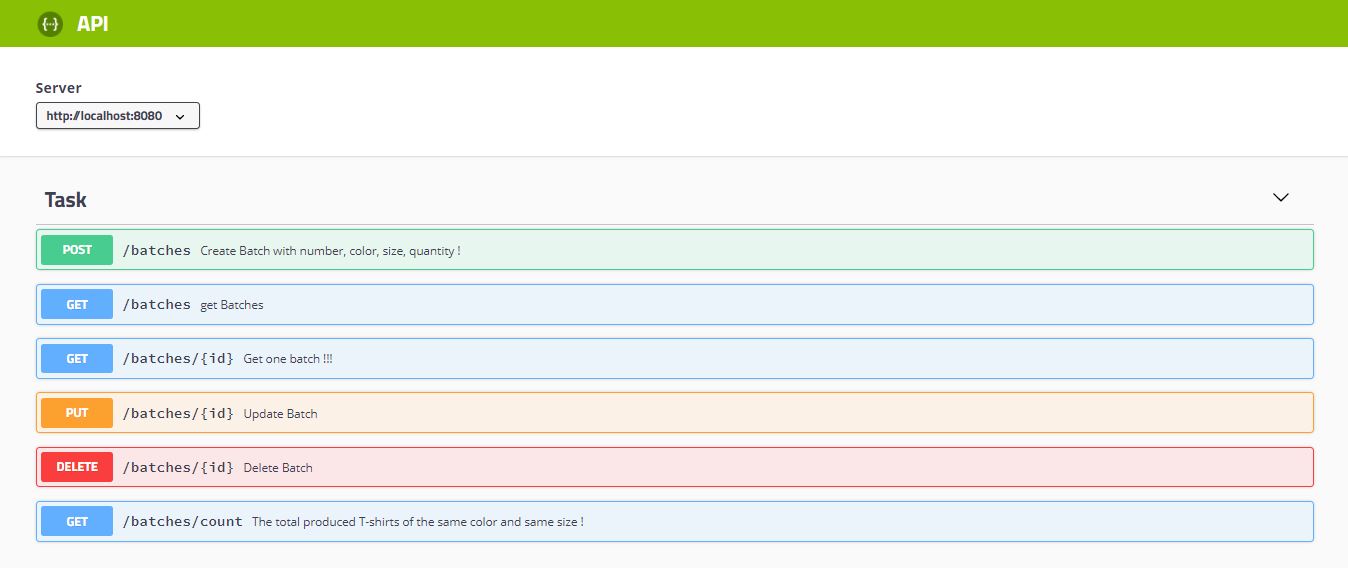 {···} API
Server
http://localhost:8080
Task
POST /batches Create Batch with number, color, size, quantity !
GET /batches get Batches
GET /batches/{id} Get one batch !!!
PUT /batches/{id} Update Batch
DELETE /batches/{id} Delete Batch
GET /batches/count The total produced T-shirts of the same color and same size !